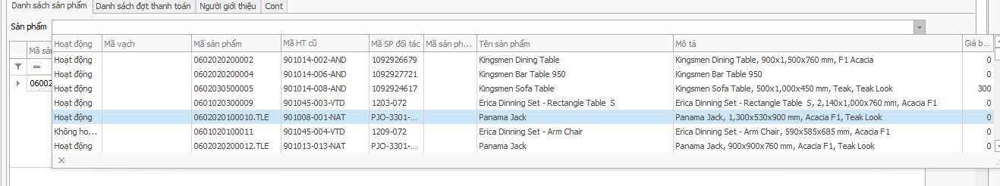 Danh sách sản phẩm Danh sách đợt thanh toán Người giới thiệu Cont
Sản phẩm
Mã sản
=
06002
Hoạt động Mã vạch Mã sản phẩm Mã HT cũ Mã SP đối tác Mã sản ph... Tên sản phẩm Mô tả Giá b...
Hoạt động 0602020200002 901014-002-AND 1092926679 Kingsmen Dining Table Kingsmen Dining Table, 900x1,500x760 mm, F1 Acacia 0
Hoạt động 0602020200004 901014-006-AND 1092927721 Kingsmen Bar Table 950 Kingsmen Bar Table 950 0
Hoạt động 0602030500005 901014-008-AND 1092924617 Kingsmen Sofa Table Kingsmen Sofa Table, 500x1,000x450 mm, Teak, Teak Look 300
Hoạt động 0601020300009 901045-003-VTD 1203-072 Erica Dinning Set - Rectangle Table S Erica Dinning Set - Rectangle Table S, 2,140x1,000x760 mm, Acacia F1 0
Hoạt động 0602020100010.TLE 901008-001-NAT PJO-3301-... Panama Jack Panama Jack, 1,300x530x900 mm, Acacia F1, Teak Look 0
Không ho... 0601020100011 901045-004-VTD 1209-072 Erica Dinning Set - Arm Chair Erica Dinning Set - Arm Chair, 590x585x685 mm, Acacia F1 0
Hoạt động 0602020200012.TLE 901013-013-NAT PJO-3301-... Panama Jack Panama Jack, 900x900x760 mm, Acacia F1, Teak Look 0